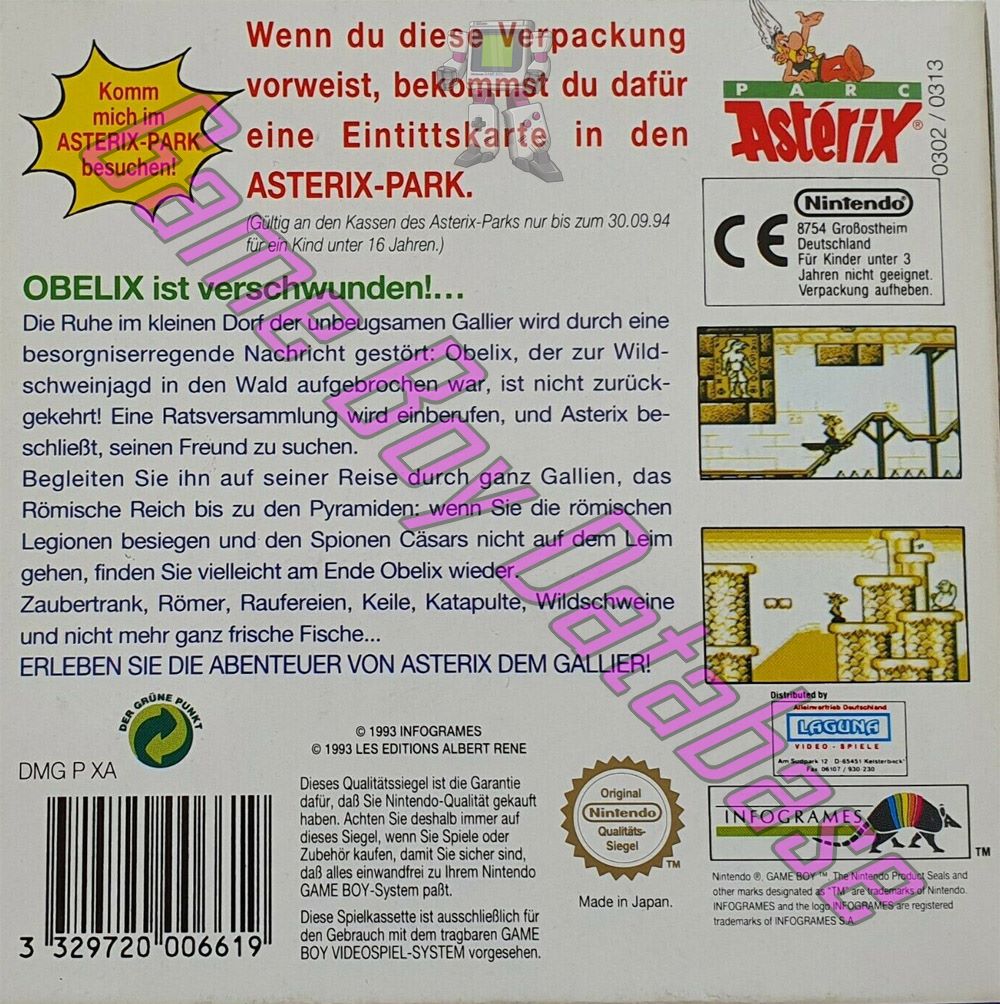 Wenn du diese Verpackung
vorweist, bekommst du dafür
eine Eintittskarte in den
ASTERIX-PARK.
(Gültig an den Kassen des Asterix-Parks nur bis zum 30.09.94
für ein Kind unter 16 Jahren.)
Komm
mich im
ASTERIX-PARK
besuchen!
PARC
Astérix®
0302 / 0313
CE
Nintendo®
8754 Großostheim
Deutschland
Für Kinder unter 3
Jahren nicht geeignet.
Verpackung aufheben.
OBELIX ist verschwunden!...
Die Ruhe im kleinen Dorf der unbeugsamen Gallier wird durch eine
besorgniserregende Nachricht gestört: Obelix, der zur Wild-
schweinjagd in den Wald aufgebrochen war, ist nicht zurück-
gekehrt! Eine Ratsversammlung wird einberufen, und Asterix be-
schließt, seinen Freund zu suchen.
Begleiten Sie ihn auf seiner Reise durch ganz Gallien, das
Römische Reich bis zu den Pyramiden: wenn Sie die römischen
Legionen besiegen und den Spionen Cäsars nicht auf dem Leim
gehen, finden Sie vielleicht am Ende Obelix wieder.
Zaubertrank, Römer, Raufereien, Keile, Katapulte, Wildschweine
und nicht mehr ganz frische Fische...
ERLEBEN SIE DIE ABENTEUER VON ASTERIX DEM GALLIER!
Game Boy Database
DER GRÜNE PUNKT
DMG P XA
3 329720 006619
© 1993 INFOGRAMES
© 1993 LES EDITIONS ALBERT RENE
Dieses Qualitätssiegel ist die Garantie
dafür, daß Sie Nintendo-Qualität gekauft
haben. Achten Sie deshalb immer auf
dieses Siegel, wenn Sie Spiele oder
Zubehör kaufen, damit Sie sicher sind,
daß alles einwandfrei zu Ihrem Nintendo
GAME BOY-System paßt.
Diese Spielkassette ist ausschließlich für
den Gebrauch mit dem tragbaren GAME
BOY VIDEOSPIEL-SYSTEM vorgesehen.
Original
Nintendo
Qualitäts-
Siegel
TM
Made in Japan.
Distributed by
Alleinvertrieb Deutschland
LAGUNA
VIDEO - SPIELE
Am Südpark 12 D-65451 Kelsterbach
Fax 06107 / 930-230
INFOGRAMES
TM
Nintendo ®, GAME BOY ™, The Nintendo Product Seals and
other marks designated as "TM" are trademarks of Nintendo.
INFOGRAMES and the logo INFOGRAMES are registered
trademarks of INFOGRAMES S.A.